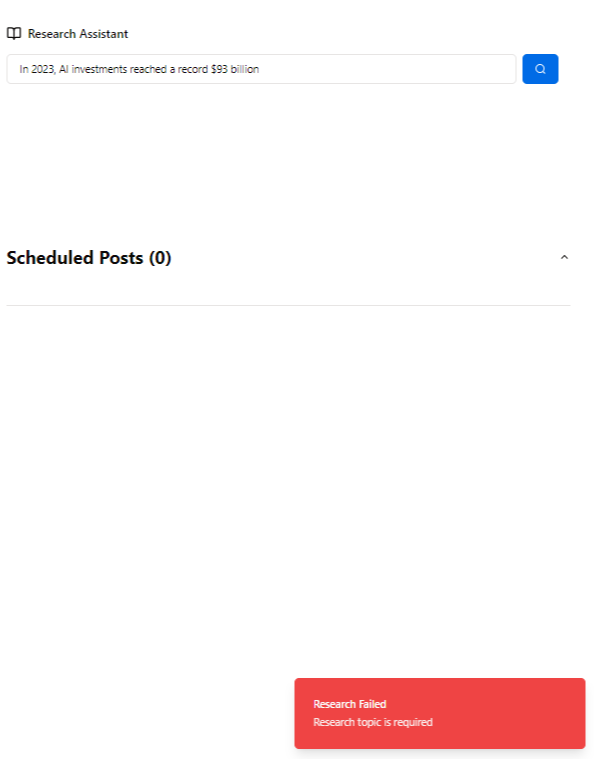 Research Assistant
In 2023, AI investments reached a record $93 billion
Scheduled Posts (0)
Research Failed
Research topic is required